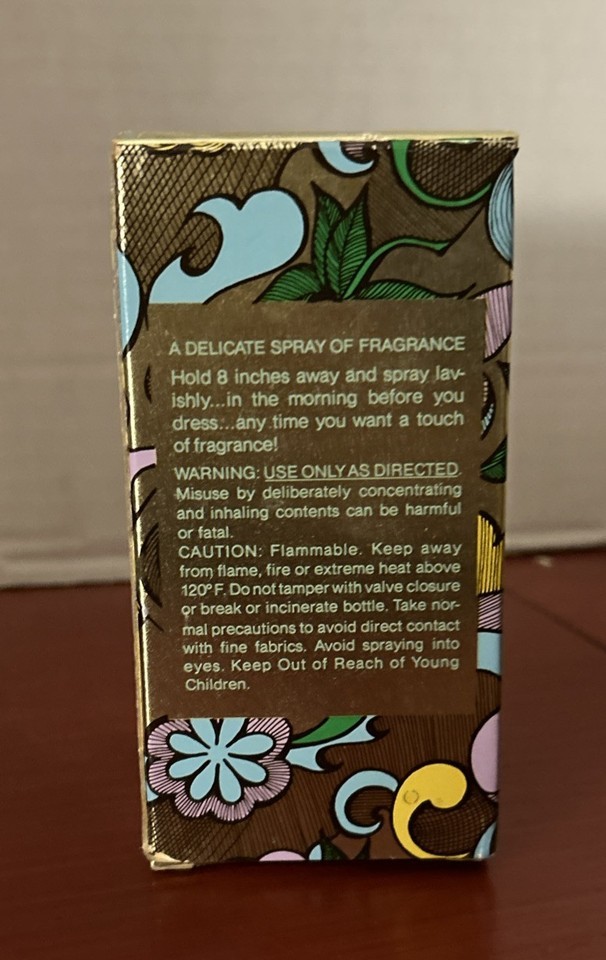 A DELICATE SPRAY OF FRAGRANCE
Hold 8 inches away and spray lav-
ishly...in the morning before you
dress...any time you want a touch
of fragrance!
WARNING: USE ONLY AS DIRECTED.
Misuse by deliberately concentrating
and inhaling contents can be harmful
or fatal.
CAUTION: Flammable. Keep away
from flame, fire or extreme heat above
120° F. Do not tamper with valve closure
or break or incinerate bottle. Take nor-
mal precautions to avoid direct contact
with fine fabrics. Avoid spraying into
eyes. Keep Out of Reach of Young
Children.